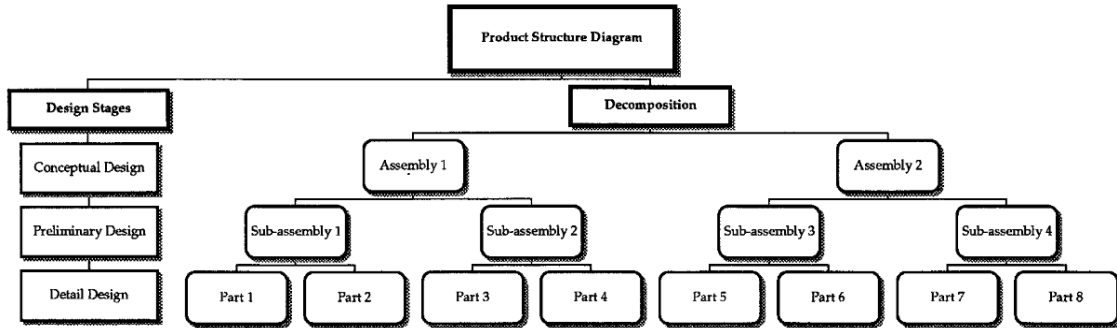 Product Structure Diagram
Design Stages
Decomposition
Conceptual Design
Assembly 1
Assembly 2
Preliminary Design
Sub-assembly 1
Sub-assembly 2
Sub-assembly 3
Sub-assembly 4
Detail Design
Part 1
Part 2
Part 3
Part 4
Part 5
Part 6
Part 7
Part 8